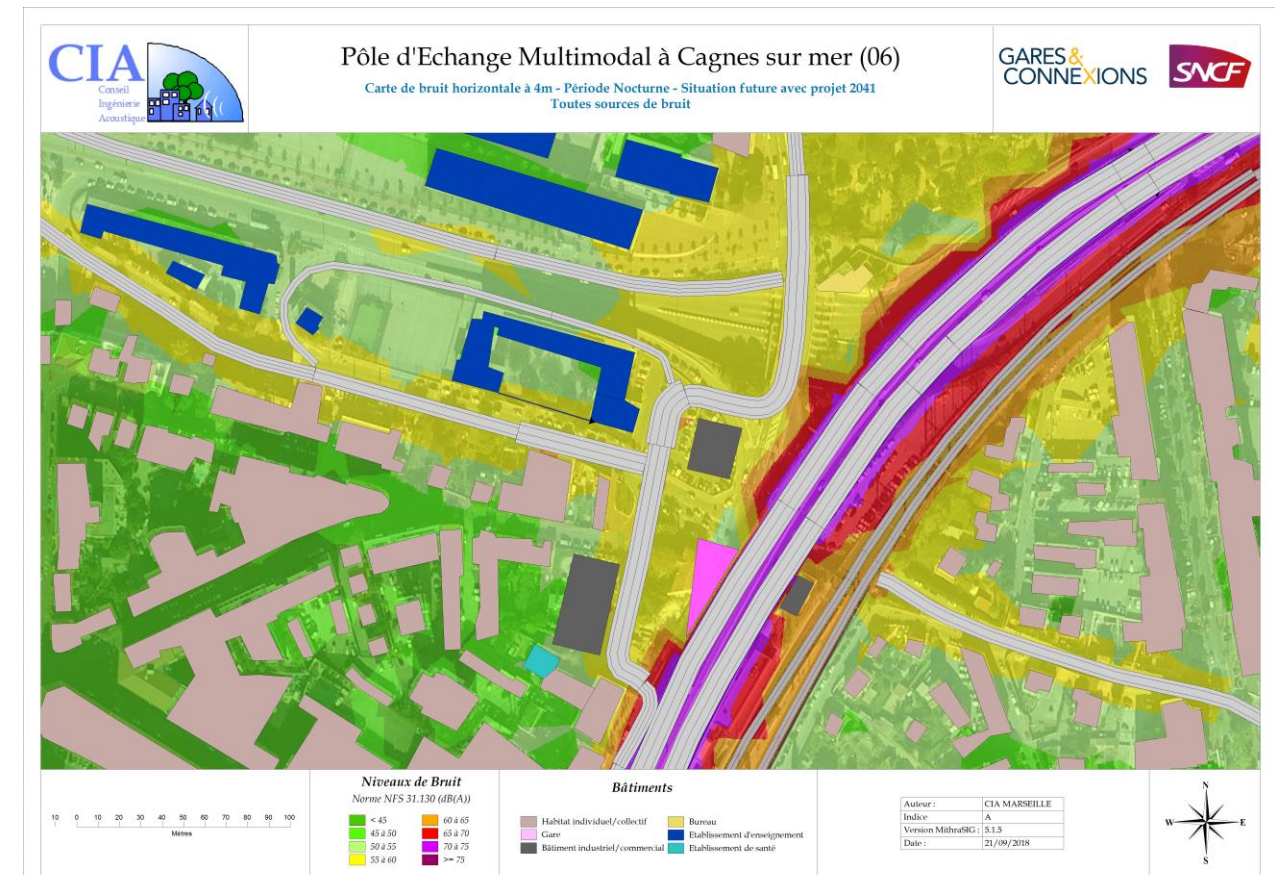 CIA
Conseil
Ingénierie
Acoustique
Pôle d'Echange Multimodal à Cagnes sur mer (06)
Carte de bruit horizontale à 4m - Période Nocturne - Situation future avec projet 2041
Toutes sources de bruit
GARES &
CONNEXIONS
SNCF
10 0 10 20 30 40 50 60 70 80 90 100
Mètres
Niveaux de Bruit
Norme NFS 31.130 (dB(A))
< 45
45 à 50
50 à 55
55 à 60
60 à 65
65 à 70
70 à 75
>= 75
Bâtiments
Habitat individuel/collectif
Gare
Bâtiment industriel/commercial
Bureau
Etablissement d'enseignement
Etablissement de santé
Auteur : CIA MARSEILLE
Indice A
Version MithraSIG : 5.1.5
Date : 21/09/2018
N
W E
S